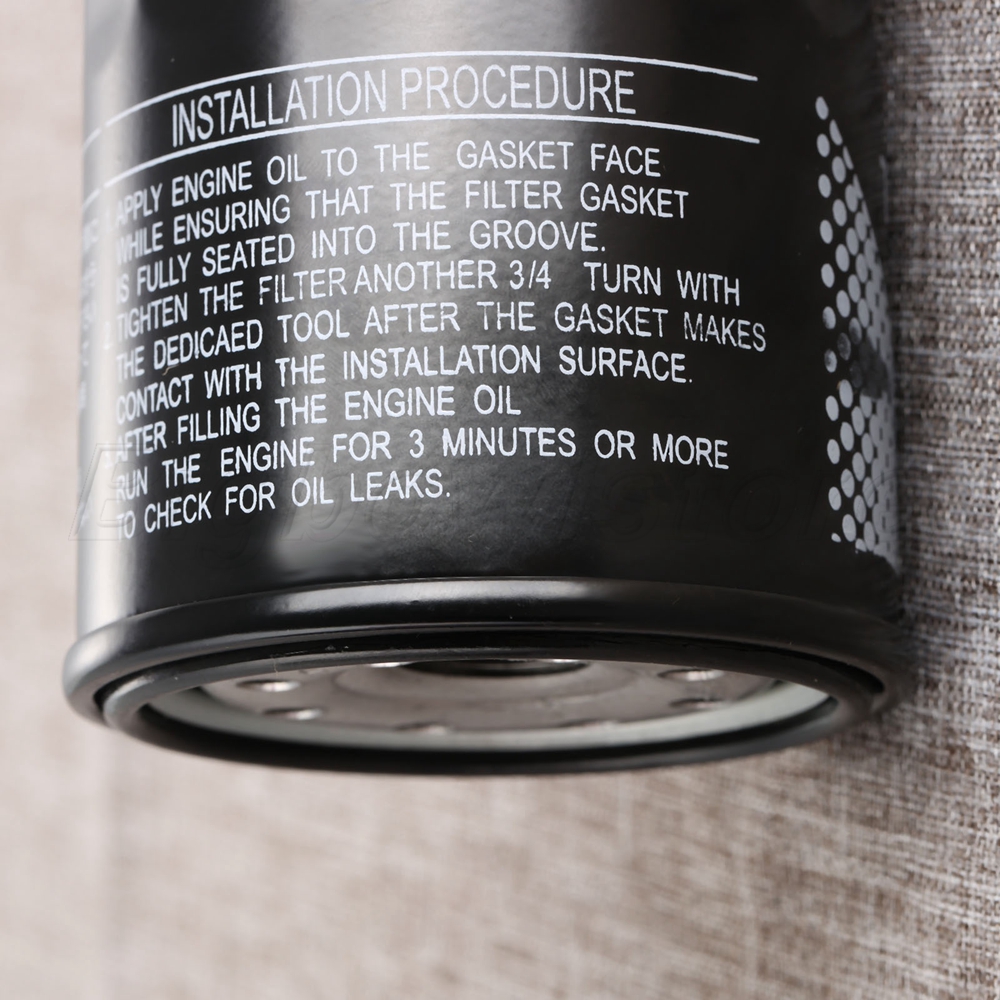 INSTALLATION PROCEDURE
APPLY ENGINE OIL TO THE GASKET FACE
WHILE ENSURING THAT THE FILTER GASKET
IS FULLY SEATED INTO THE GROOVE.
TIGHTEN THE FILTER ANOTHER 3/4 TURN WITH
THE DEDICAED TOOL AFTER THE GASKET MAKES
CONTACT WITH THE INSTALLATION SURFACE.
AFTER FILLING THE ENGINE OIL
RUN THE ENGINE FOR 3 MINUTES OR MORE
TO CHECK FOR OIL LEAKS.